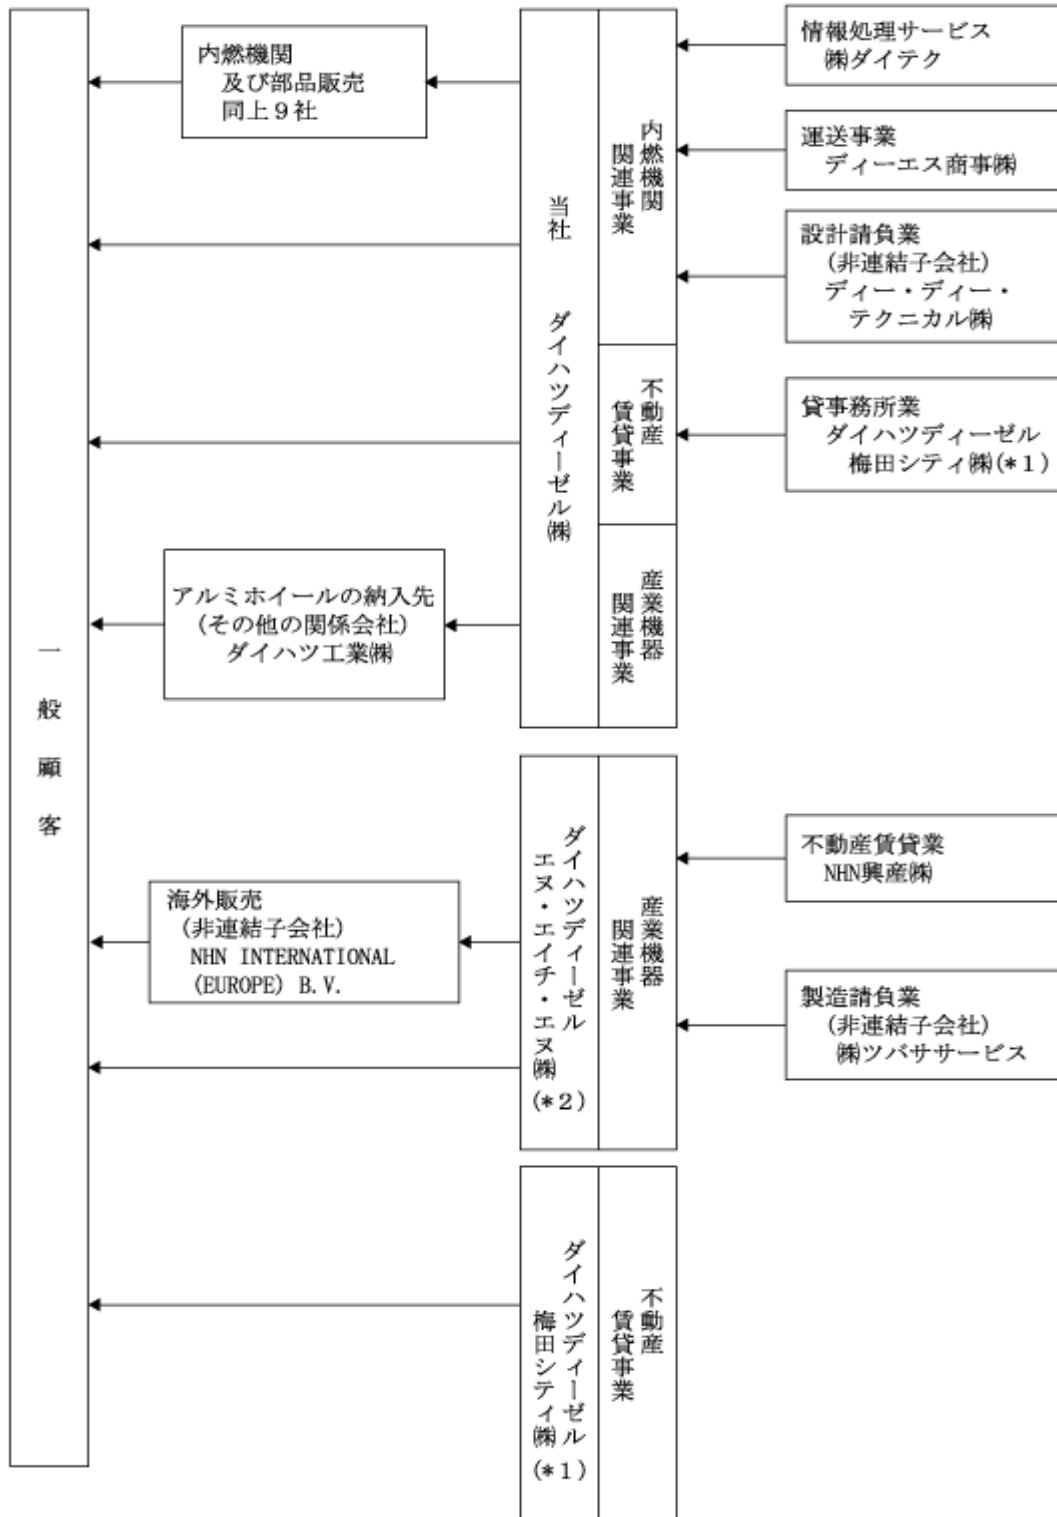 一般顧客
内燃機関
及び部品販売
同上９社
アルミホイールの納入先
(その他の関係会社)
ダイハツ工業㈱
海外販売
(非連結子会社)
NHN INTERNATIONAL
(EUROPE) B.V.
当社　ダイハツディーゼル㈱
内燃機関
関連事業
不動産
賃貸事業
産業機器
関連事業
ダイハツディーゼル
エヌ・エイチ・エヌ㈱
(*2)
産業機器
関連事業
ダイハツディーゼル
梅田シティ㈱
(*1)
不動産
賃貸事業
情報処理サービス
㈱ダイテク
運送事業
ディーエス商事㈱
設計請負業
(非連結子会社)
ディー・ディー・
テクニカル㈱
貸事務所業
ダイハツディーゼル
梅田シティ㈱(*1)
不動産賃貸業
NHN興産㈱
製造請負業
(非連結子会社)
㈱ツバササービス